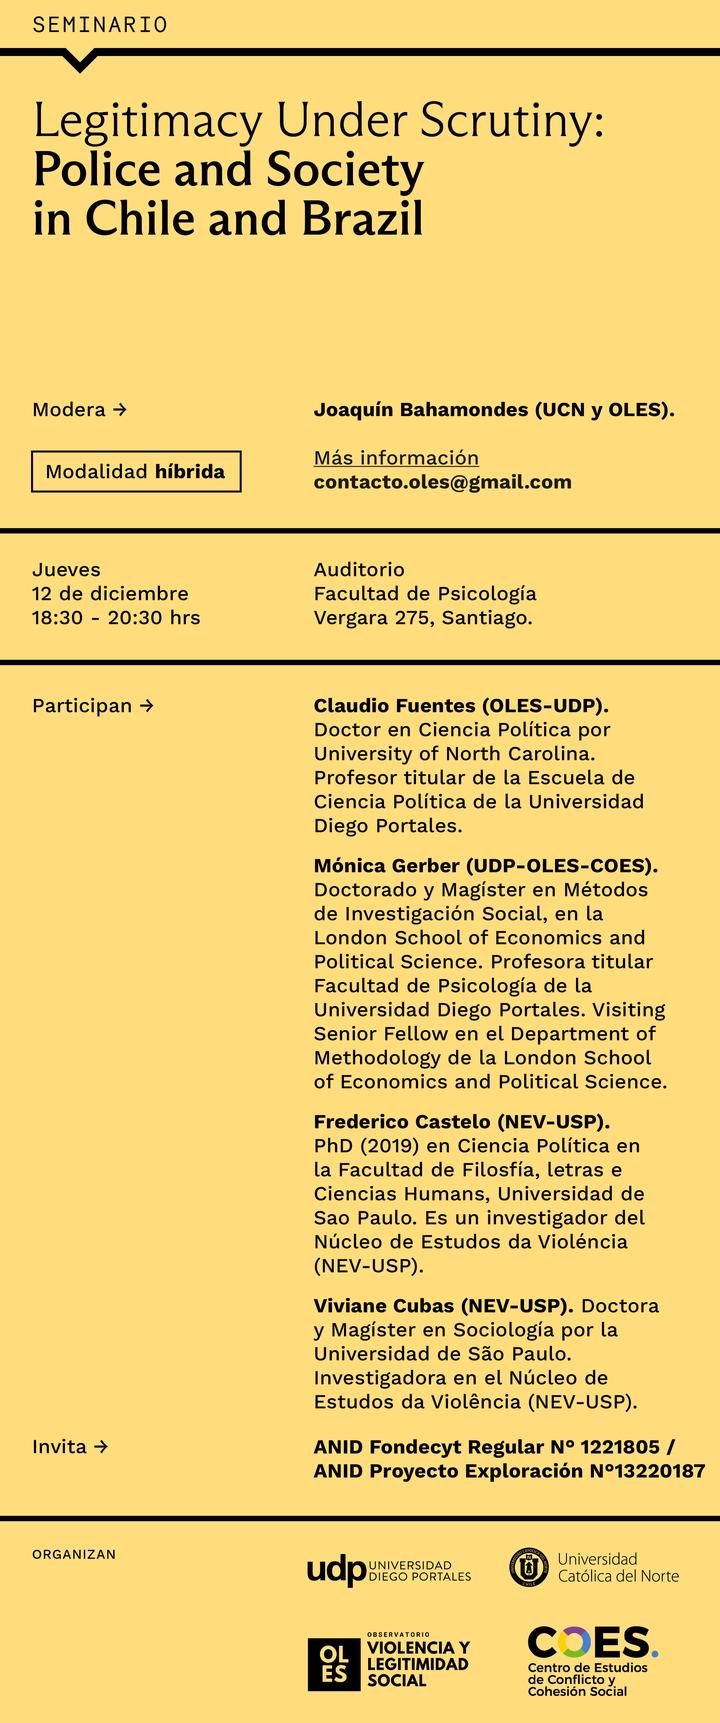 SEMINARIO
Legitimacy Under Scrutiny:
Police and Society
in Chile and Brazil
Modera →
Joaquín Bahamondes (UCN y OLES).
Modalidad híbrida
Más información
contacto.oles@gmail.com
Jueves
12 de diciembre
18:30 - 20:30 hrs
Auditorio
Facultad de Psicología
Vergara 275, Santiago.
Participan →
Claudio Fuentes (OLES-UDP).
Doctor en Ciencia Política por
University of North Carolina.
Profesor titular de la Escuela de
Ciencia Política de la Universidad
Diego Portales.
Mónica Gerber (UDP-OLES-COES).
Doctorado y Magíster en Métodos
de Investigación Social, en la
London School of Economics and
Political Science. Profesora titular
Facultad de Psicología de la
Universidad Diego Portales. Visiting
Senior Fellow en el Department of
Methodology de la London School
of Economics and Political Science.
Frederico Castelo (NEV-USP).
PhD (2019) en Ciencia Política en
la Facultad de Filosfía, letras e
Ciencias Humans, Universidad de
Sao Paulo. Es un investigador del
Núcleo de Estudos da Violéncia
(NEV-USP).
Viviane Cubas (NEV-USP). Doctora
y Magíster en Sociología por la
Universidad de São Paulo.
Investigadora en el Núcleo de
Estudos da Violência (NEV-USP).
Invita →
ANID Fondecyt Regular N° 1221805 /
ANID Proyecto Exploración N°13220187
ORGANIZAN
udp UNIVERSIDAD
DIEGO PORTALES
Universidad
Católica del Norte
OL
ES
OBSERVATORIO
VIOLENCIA Y
LEGITIMIDAD
SOCIAL
COES.
Centro de Estudios
de Conflicto y
Cohesión Social